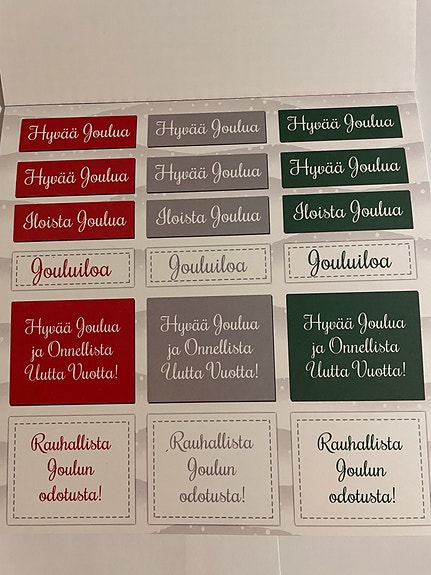 Hyvää Joulua
Hyvää Joulua
Hyvää Joulua
Hyvää Joulua
Hyvää Joulua
Hyvää Joulua
Iloista Joulua
Iloista Joulua
Iloista Joulua
Jouluiloa
Jouluiloa
Jouluiloa
Hyvää Joulua
ja Onnellista
Uutta Vuotta!
Hyvää Joulua
ja Onnellista
Uutta Vuotta!
Hyvää Joulua
ja Onnellista
Uutta Vuotta!
Rauhallista
Joulun
odotusta!
Rauhallista
Joulun
odotusta!
Rauhallista
Joulun
odotusta!